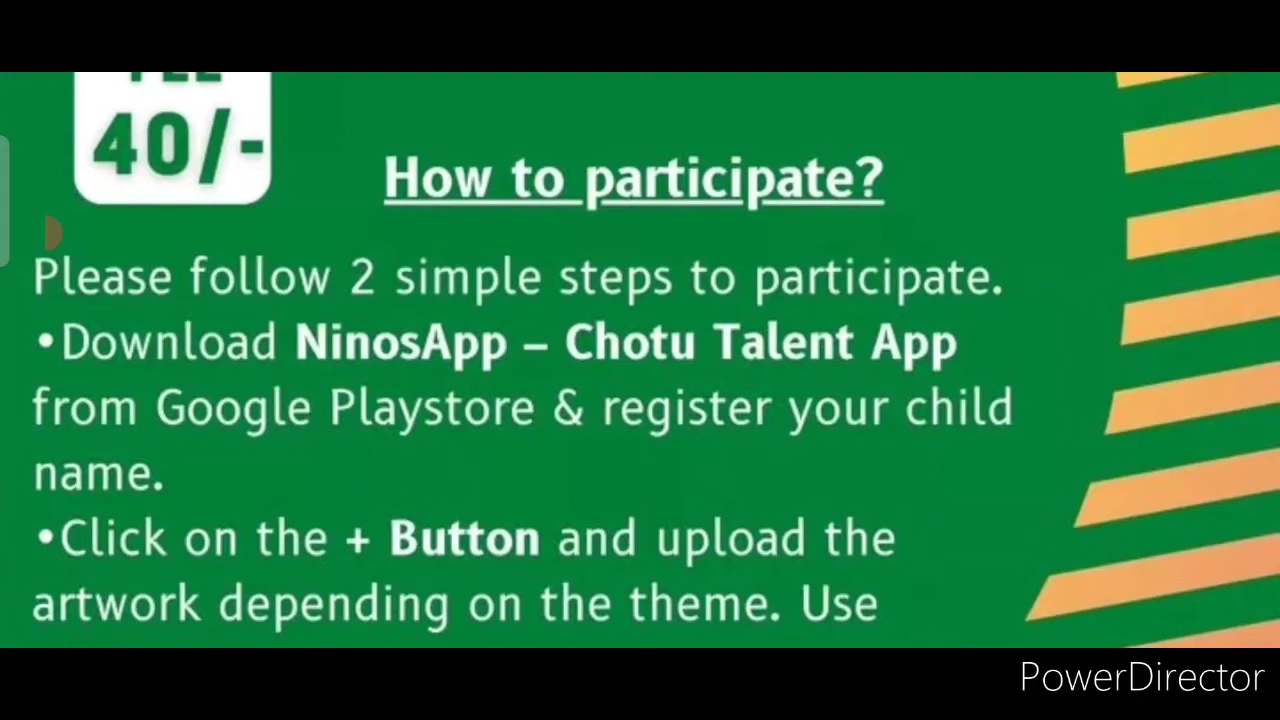 40/-
How to participate?
Please follow 2 simple steps to participate.
•Download NinosApp – Chotu Talent App
from Google Playstore & register your child
name.
•Click on the + Button and upload the
artwork depending on the theme. Use
PowerDirector